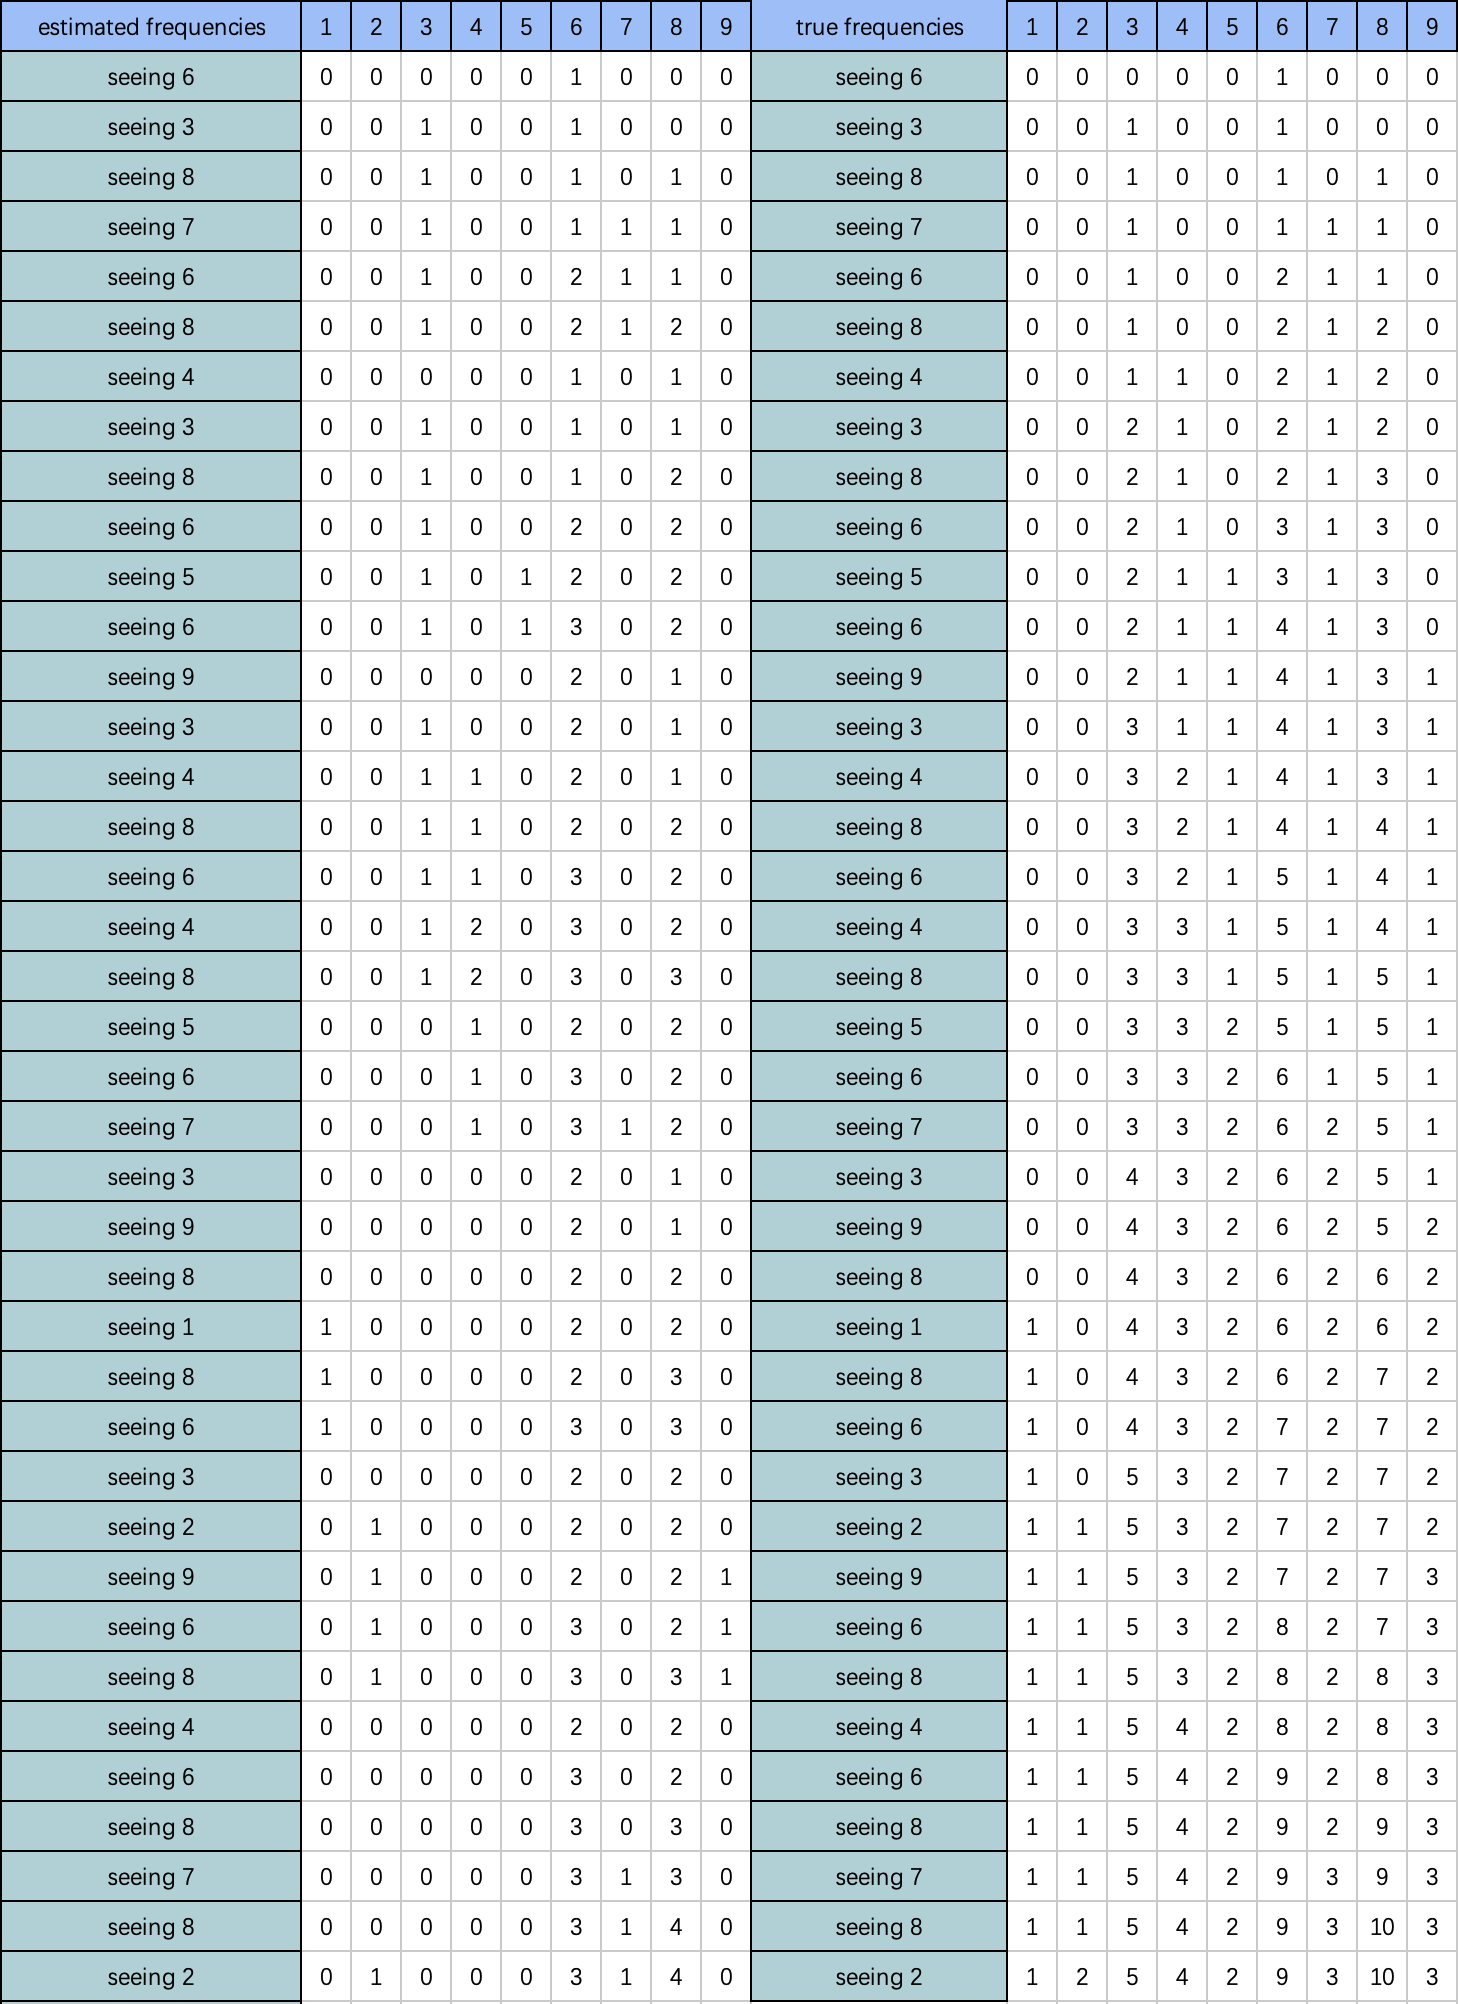 estimated frequencies 1 2 3 4 5 6 7 8 9 true frequencies 1 2 3 4 5 6 7 8 9
seeing 6 0 0 0 0 0 1 0 0 0 seeing 6 0 0 0 0 0 1 0 0 0
seeing 3 0 0 1 0 0 1 0 0 0 seeing 3 0 0 1 0 0 1 0 0 0
seeing 8 0 0 1 0 0 1 0 1 0 seeing 8 0 0 1 0 0 1 0 1 0
seeing 7 0 0 1 0 0 1 1 1 0 seeing 7 0 0 1 0 0 1 1 1 0
seeing 6 0 0 1 0 0 2 1 1 0 seeing 6 0 0 1 0 0 2 1 1 0
seeing 8 0 0 1 0 0 2 1 2 0 seeing 8 0 0 1 0 0 2 1 2 0
seeing 4 0 0 0 0 0 1 0 1 0 seeing 4 0 0 1 1 0 2 1 2 0
seeing 3 0 0 1 0 0 1 0 1 0 seeing 3 0 0 2 1 0 2 1 2 0
seeing 8 0 0 1 0 0 1 0 2 0 seeing 8 0 0 2 1 0 2 1 3 0
seeing 6 0 0 1 0 0 2 0 2 0 seeing 6 0 0 2 1 0 3 1 3 0
seeing 5 0 0 1 0 1 2 0 2 0 seeing 5 0 0 2 1 1 3 1 3 0
seeing 6 0 0 1 0 1 3 0 2 0 seeing 6 0 0 2 1 1 4 1 3 0
seeing 9 0 0 0 0 0 2 0 1 0 seeing 9 0 0 2 1 1 4 1 3 1
seeing 3 0 0 1 0 0 2 0 1 0 seeing 3 0 0 3 1 1 4 1 3 1
seeing 4 0 0 1 1 0 2 0 1 0 seeing 4 0 0 3 2 1 4 1 3 1
seeing 8 0 0 1 1 0 2 0 2 0 seeing 8 0 0 3 2 1 4 1 4 1
seeing 6 0 0 1 1 0 3 0 2 0 seeing 6 0 0 3 2 1 5 1 4 1
seeing 4 0 0 1 2 0 3 0 2 0 seeing 4 0 0 3 3 1 5 1 4 1
seeing 8 0 0 1 2 0 3 0 3 0 seeing 8 0 0 3 3 1 5 1 5 1
seeing 5 0 0 0 1 0 2 0 2 0 seeing 5 0 0 3 3 2 5 1 5 1
seeing 6 0 0 0 1 0 3 0 2 0 seeing 6 0 0 3 3 2 6 1 5 1
seeing 7 0 0 0 1 0 3 1 2 0 seeing 7 0 0 3 3 2 6 2 5 1
seeing 3 0 0 0 0 0 2 0 1 0 seeing 3 0 0 4 3 2 6 2 5 1
seeing 9 0 0 0 0 0 2 0 1 0 seeing 9 0 0 4 3 2 6 2 5 2
seeing 8 0 0 0 0 0 2 0 2 0 seeing 8 0 0 4 3 2 6 2 6 2
seeing 1 1 0 0 0 0 2 0 2 0 seeing 1 1 0 4 3 2 6 2 6 2
seeing 8 1 0 0 0 0 2 0 3 0 seeing 8 1 0 4 3 2 6 2 7 2
seeing 6 1 0 0 0 0 3 0 3 0 seeing 6 1 0 4 3 2 7 2 7 2
seeing 3 0 0 0 0 0 2 0 2 0 seeing 3 1 0 5 3 2 7 2 7 2
seeing 2 0 1 0 0 0 2 0 2 0 seeing 2 1 1 5 3 2 7 2 7 2
seeing 9 0 1 0 0 0 2 0 2 1 seeing 9 1 1 5 3 2 7 2 7 3
seeing 6 0 1 0 0 0 3 0 2 1 seeing 6 1 1 5 3 2 8 2 7 3
seeing 8 0 1 0 0 0 3 0 3 1 seeing 8 1 1 5 3 2 8 2 8 3
seeing 4 0 0 0 0 0 2 0 2 0 seeing 4 1 1 5 4 2 8 2 8 3
seeing 6 0 0 0 0 0 3 0 2 0 seeing 6 1 1 5 4 2 9 2 8 3
seeing 8 0 0 0 0 0 3 0 3 0 seeing 8 1 1 5 4 2 9 2 9 3
seeing 7 0 0 0 0 0 3 1 3 0 seeing 7 1 1 5 4 2 9 3 9 3
seeing 8 0 0 0 0 0 3 1 4 0 seeing 8 1 1 5 4 2 9 3 10 3
seeing 2 0 1 0 0 0 3 1 4 0 seeing 2 1 2 5 4 2 9 3 10 3